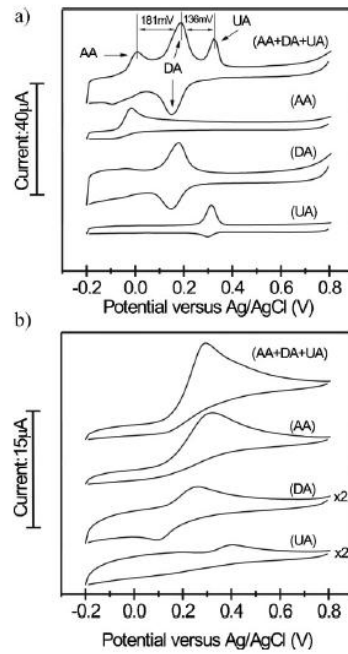 a)
181mV 136mV UA
AA (AA+DA+UA)
DA
(AA)
(DA)
(UA)
Current:40μA
-0.2 0.0 0.2 0.4 0.6 0.8
Potential versus Ag/AgCl (V)
b)
(AA+DA+UA)
(AA)
(DA) x2
(UA) x2
Current:15μA
-0.2 0.0 0.2 0.4 0.6 0.8
Potential versus Ag/AgCl (V)